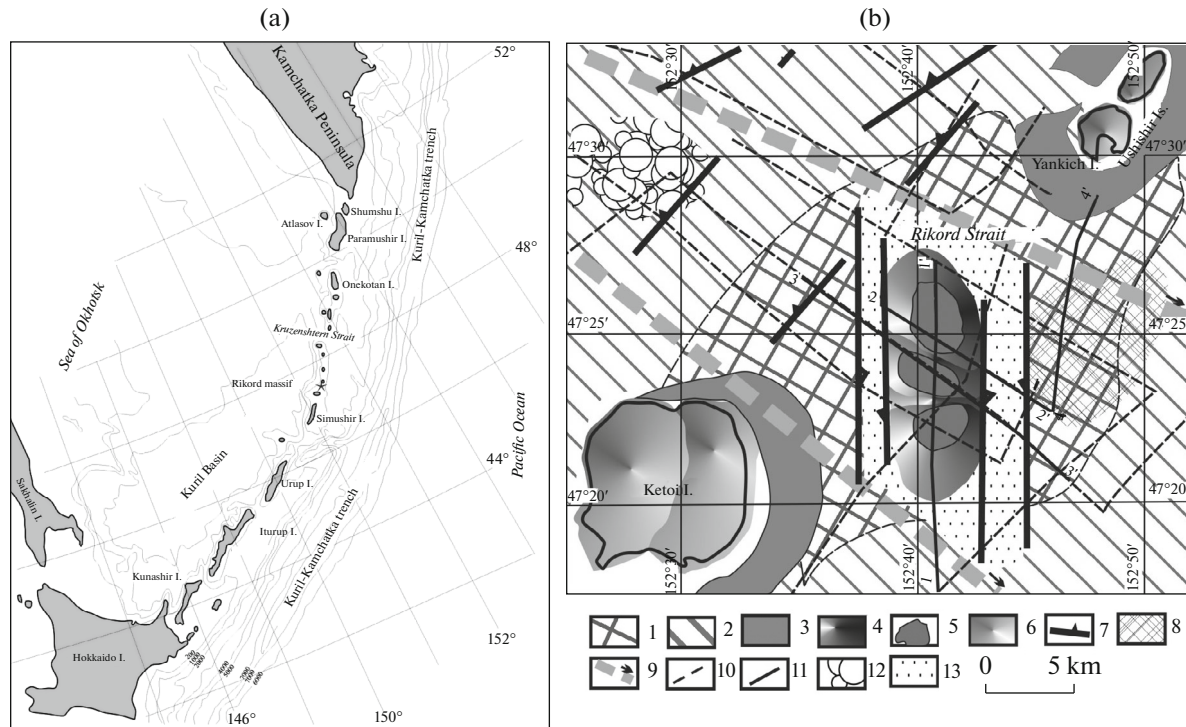 (a)
52°
Kamchatka Peninsula
Kuril-Kamchatka trench
Shumshu I.
Atlasov I.
Paramushir I.
48°
Onekotan I.
Sea of Okhotsk
Kruzenshtern Strait
Rikord massif
Simushir I.
Pacific Ocean
44°
Kuril Basin
Urup I.
Sakhalin I.
Iturup I.
Kuril-Kamchatka trench
Kunashir I.
Hokkaido I.
152°
150°
146°
(b)
152°30′
152°40′
152°50′
47°30′
47°30′
Ushishir Is.
Yankich I.
4′
Rikord Strait
1′
3
2
47°25′
47°25′
2′
4
3′
Ketoi I.
47°20′
47°20′
152°30′
152°40′
1
152°50′
1
2
3
4
5
6
7
8
9
10
11
12
13
0 5 km